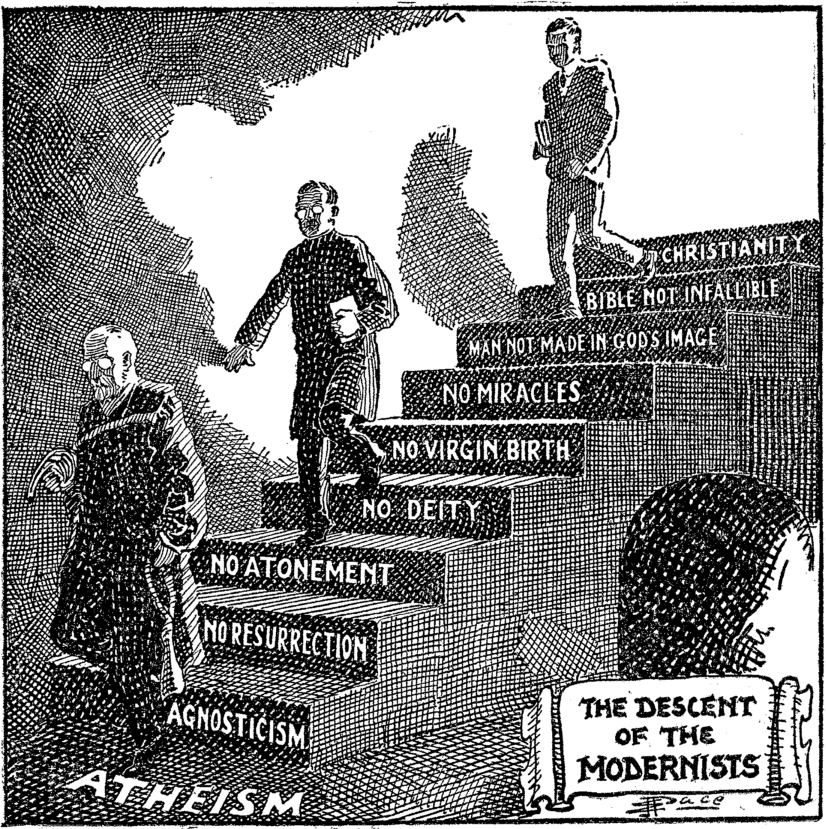 CHRISTIANITY
BIBLE NOT INFALLIBLE
MAN NOT MADE IN GODS IMAGE
NO MIRACLES
NO VIRGIN BIRTH
NO DEITY
NO ATONEMENT
NO RESURRECTION
AGNOSTICISM
ATHEISM
THE DESCENT
OF THE
MODERNISTS
EJ Pace